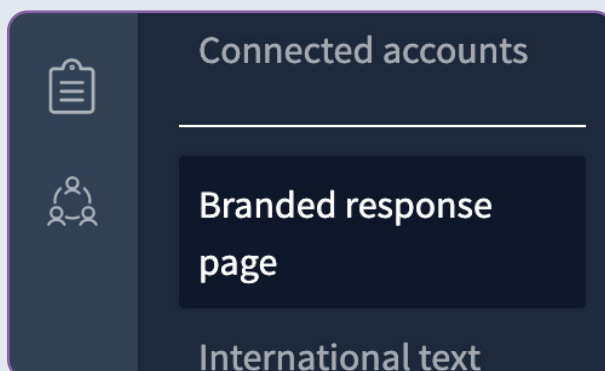 Connected accounts
Branded response
page
International text